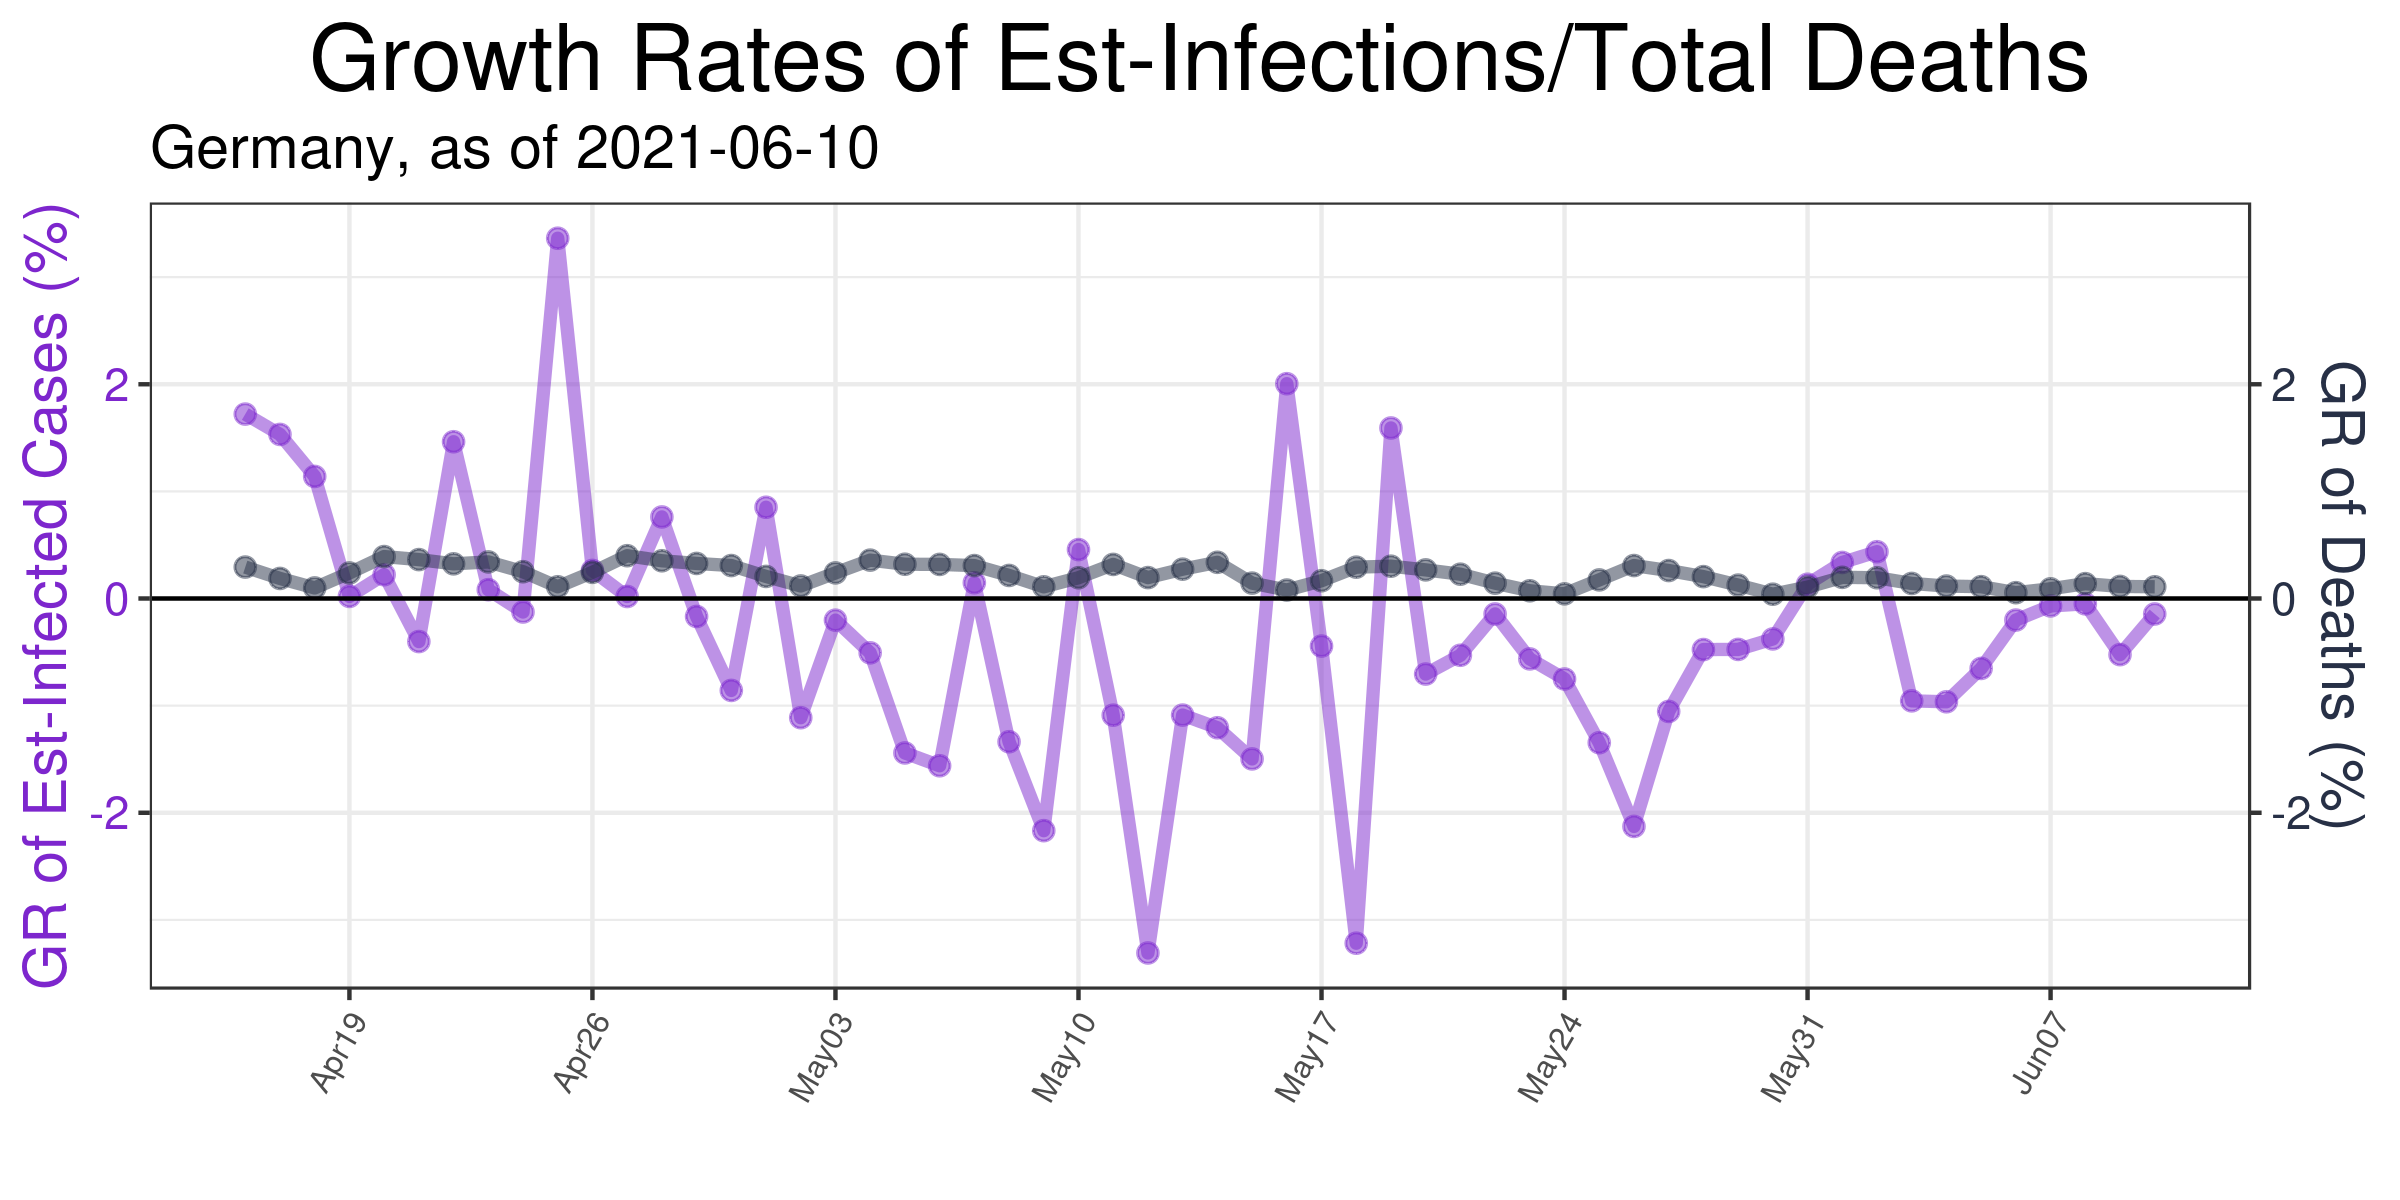 Growth Rates of Est-Infections/Total Deaths
Germany, as of 2021-06-10
GR of Est-Infected Cases (%)
2
0
-2
2
0
-2
GR of Deaths (%)
Apr19
Apr26
May03
May10
May17
May24
May31
Jun07